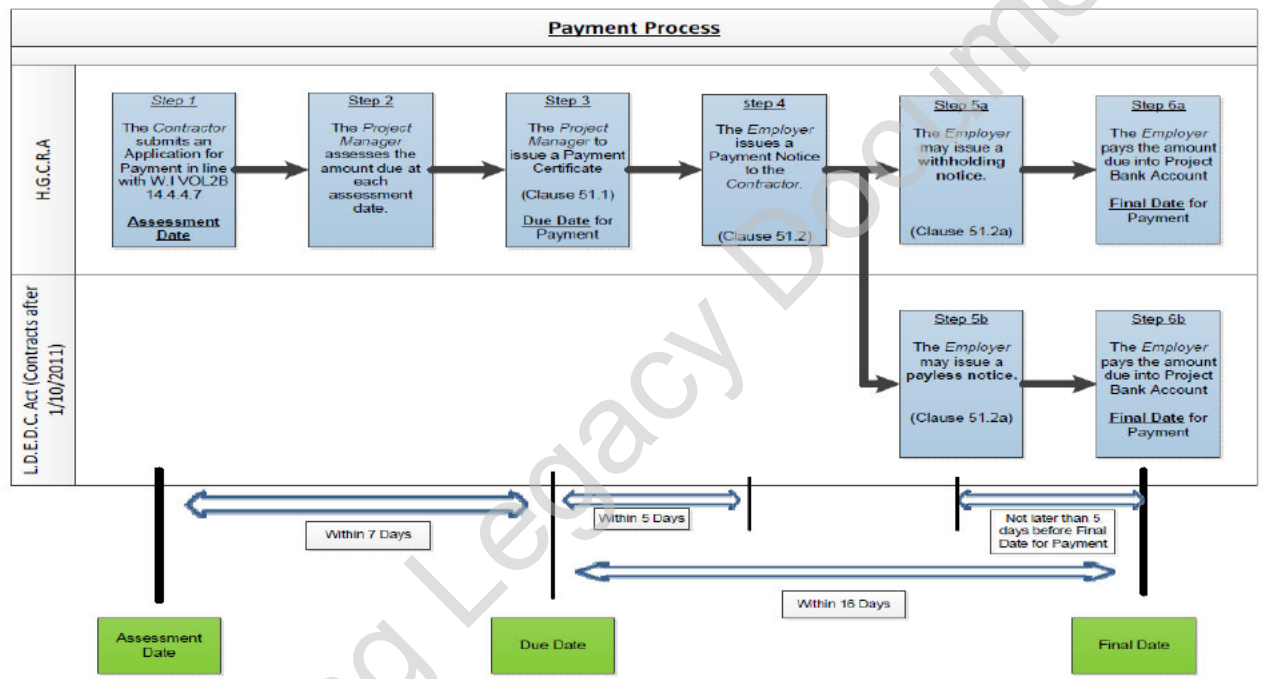 Payment Process
H.G.C.R.A
Step 1
The Contractor
submits an
Application for
Payment in line
with W.I VOL2B
14.4.4.7
Assessment
Date
Step 2
The Project
Manager
assesses the
amount due at
each
assessment
date.
Step 3
The Project
Manager to
issue a Payment
Certificate
(Clause 51.1)
Due Date for
Payment
Step 4
The Employer
issues a
Payment Notice
to the
Contractor.
(Clause 51.2)
Step 5a
The Employer
may issue a
withholding
notice.
(Clause 51.2a)
Step 6a
The Employer
pays the amount
due into Project
Bank Account
Final Date for
Payment
L.D.E.D.C. Act (Contracts after
1/10/2011)
Step 5b
The Employer
may issue a
payless notice.
(Clause 51.2a)
Step 6b
The Employer
pays the amount
due into Project
Bank Account
Final Date for
Payment
Within 7 Days
Within 5 Days
Not later than 5
days before Final
Date for Payment
Within 16 Days
Assessment
Date
Due Date
Final Date
Legacy